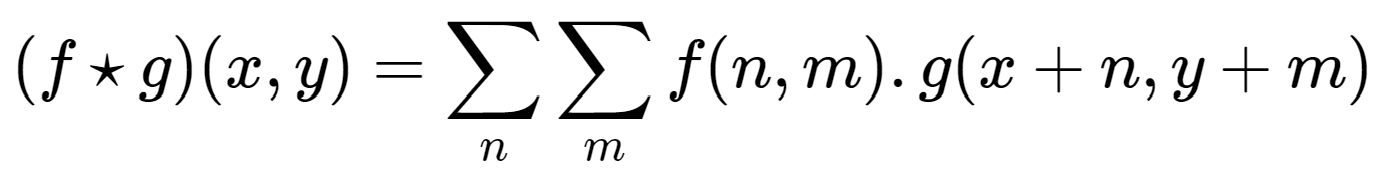 (f ⋆ g)(x, y) = ∑_n ∑_m f(n, m). g(x + n, y + m)